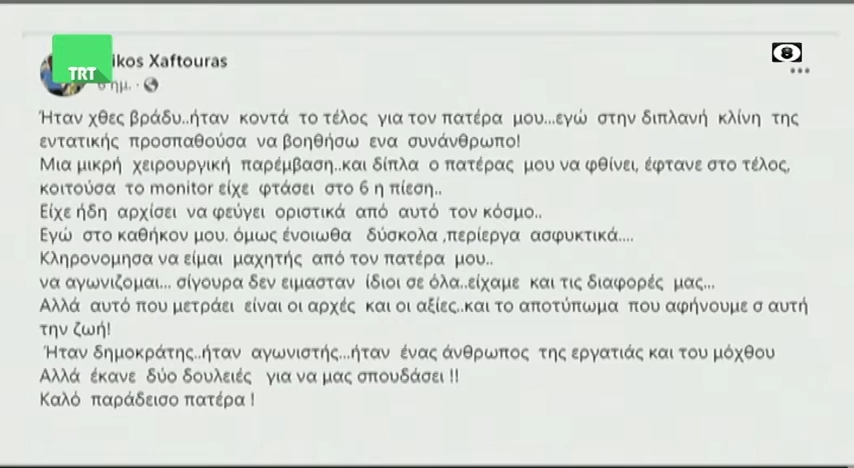 TRT
ikos Xaftouras
8
6 ημ.
Ήταν χθες βράδυ..ήταν κοντά το τέλος για τον πατέρα μου...εγώ στην διπλανή κλίνη της
εντατικής προσπαθούσα να βοηθήσω ενα συνάνθρωπο!
Μια μικρή χειρουργική παρέμβαση..και δίπλα ο πατέρας μου να φθίνει, έφτανε στο τέλος,
κοιτούσα το monitor είχε φτάσει στο 6 η πίεση..
Είχε ήδη αρχίσει να φεύγει οριστικά από αυτό τον κόσμο..
Εγώ στο καθήκον μου. όμως ένοιωθα δύσκολα ,περίεργα ασφυκτικά....
Κληρονομησα να είμαι μαχητής από τον πατέρα μου..
να αγωνιζομαι... σίγουρα δεν ειμασταν ίδιοι σε όλα..είχαμε και τις διαφορές μας...
Αλλά αυτό που μετράει είναι οι αρχές και οι αξίες..και το αποτύπωμα που αφήνουμε σ αυτή
την ζωή!
Ήταν δημοκράτης..ήταν αγωνιστής...ήταν ένας άνθρωπος της εργατιάς και του μόχθου
Αλλά έκανε δύο δουλειές για να μας σπουδάσει !!
Καλό παράδεισο πατέρα !